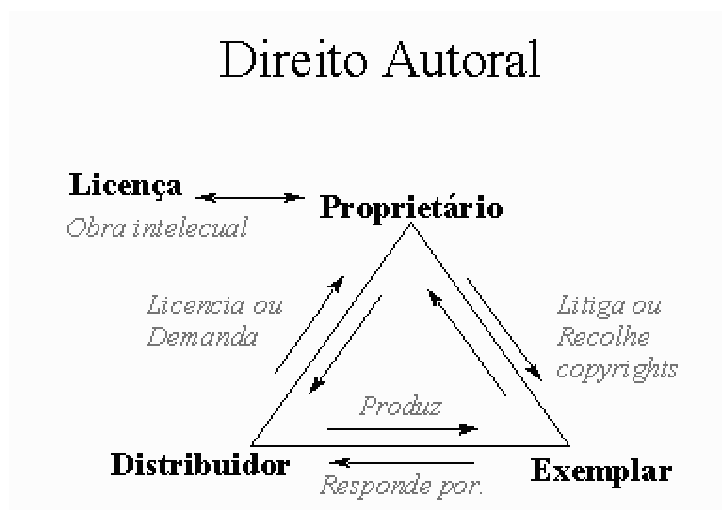 Direito Autoral
Licença
Obra intelecual
Proprietário
Licencia ou
Demanda
Litiga ou
Recolhe
copyrights
Produz
Distribuidor
Responde por.
Exemplar